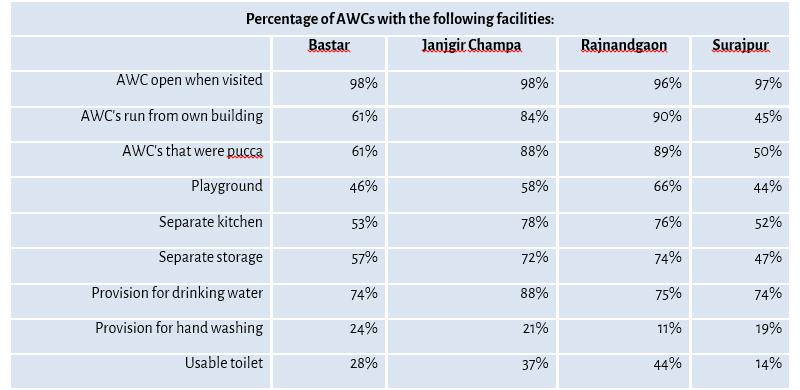 Percentage of AWCs with the following facilities:
Bastar Janjgir Champa Rajnandgaon Surajpur
AWC open when visited 98% 98% 96% 97%
AWC's run from own building 61% 84% 90% 45%
AWC's that were pucca 61% 88% 89% 50%
Playground 46% 58% 66% 44%
Separate kitchen 53% 78% 76% 52%
Separate storage 57% 72% 74% 47%
Provision for drinking water 74% 88% 75% 74%
Provision for hand washing 24% 21% 11% 19%
Usable toilet 28% 37% 44% 14%